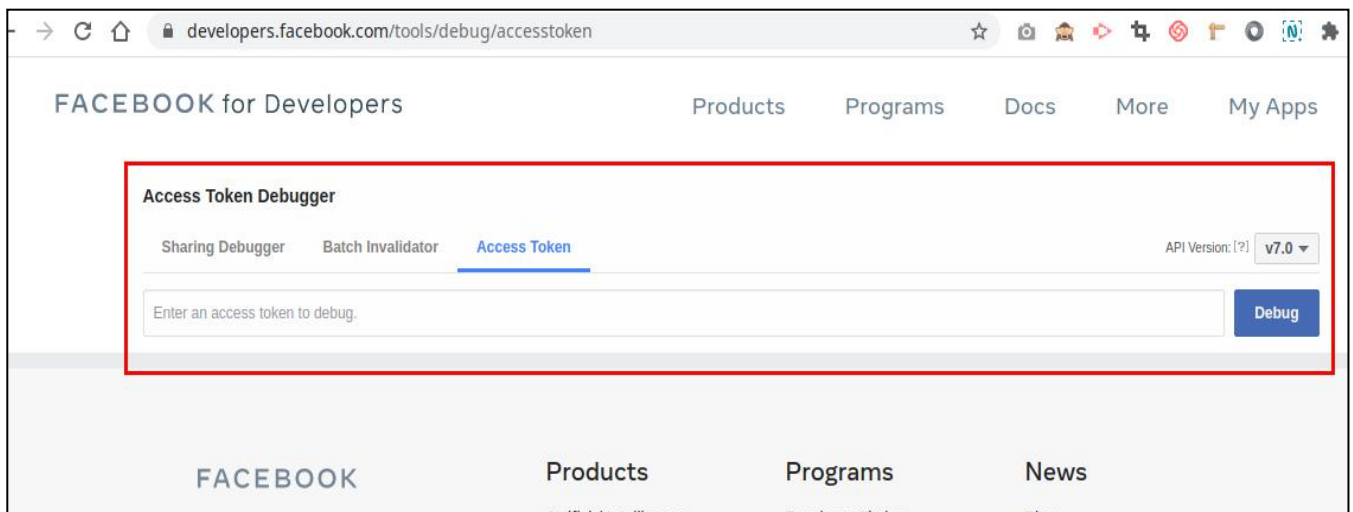 developers.facebook.com/tools/debug/accesstoken
FACEBOOK for Developers Products Programs Docs More My Apps
Access Token Debugger
Sharing Debugger Batch Invalidator Access Token API Version: [?] v7.0
Enter an access token to debug. Debug
FACEBOOK Products Programs News